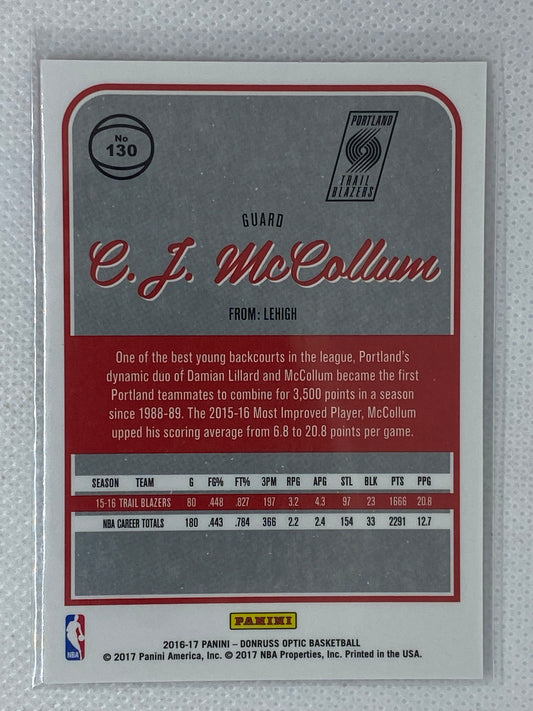 No
130
PORTLAND
TRAIL
BLAZERS
GUARD
C. J. McCollum
FROM: LEHIGH
One of the best young backcourts in the league, Portland's
dynamic duo of Damian Lillard and McCollum became the first
Portland teammates to combine for 3,500 points in a season
since 1988-89. The 2015-16 Most Improved Player, McCollum
upped his scoring average from 6.8 to 20.8 points per game.
SEASON TEAM G FG% FT% 3PM RPG APG STL BLK PTS PPG
15-16 TRAIL BLAZERS 80 .448 .827 197 3.2 4.3 97 23 1666 20.8
NBA CAREER TOTALS 180 .443 .784 366 2.2 2.4 154 33 2291 12.7
PANINI
NBA
2016-17 PANINI – DONRUSS OPTIC BASKETBALL
© 2017 Panini America, Inc. © 2017 NBA Properties, Inc. Printed in the USA.